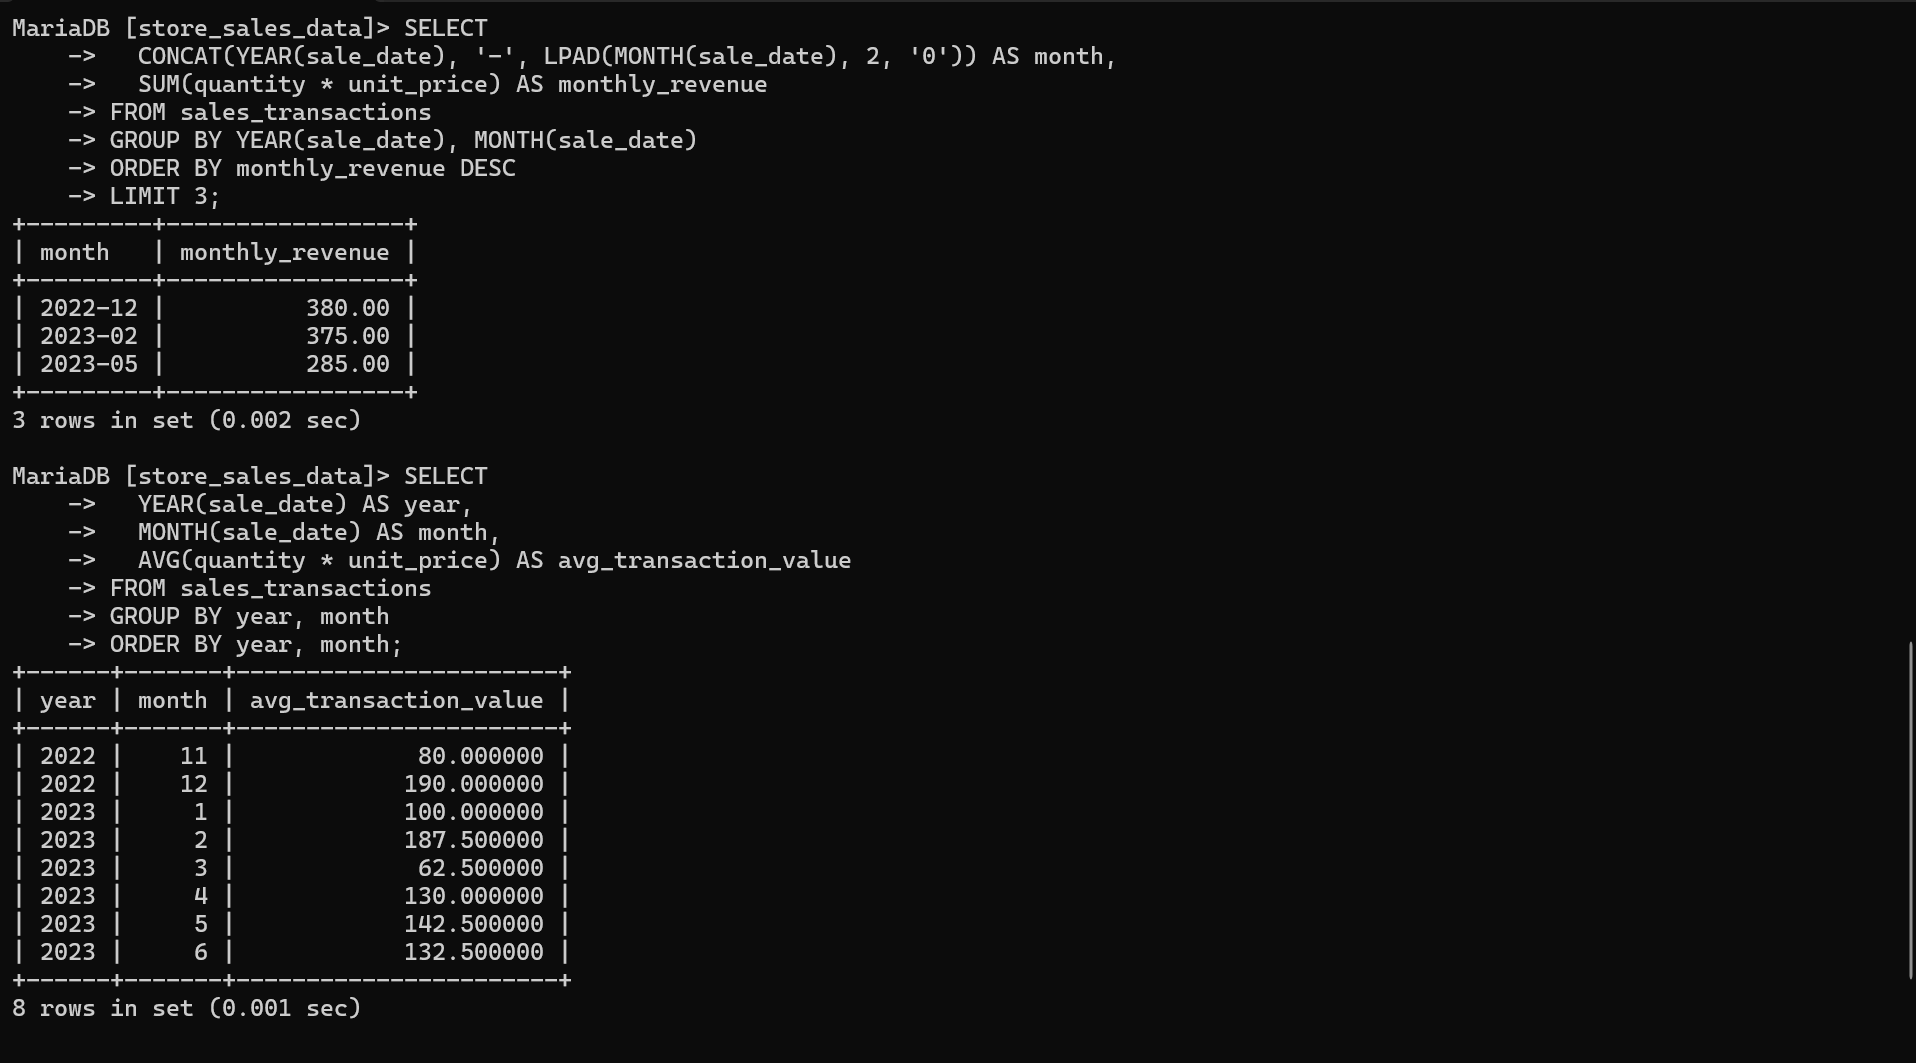 MariaDB [store_sales_data]> SELECT
    ->   CONCAT(YEAR(sale_date), '-', LPAD(MONTH(sale_date), 2, '0')) AS month,
    ->   SUM(quantity * unit_price) AS monthly_revenue
    -> FROM sales_transactions
    -> GROUP BY YEAR(sale_date), MONTH(sale_date)
    -> ORDER BY monthly_revenue DESC
    -> LIMIT 3;
+---------+-----------------+
| month   | monthly_revenue |
+---------+-----------------+
| 2022-12 |          380.00 |
| 2023-02 |          375.00 |
| 2023-05 |          285.00 |
+---------+-----------------+
3 rows in set (0.002 sec)

MariaDB [store_sales_data]> SELECT
    ->   YEAR(sale_date) AS year,
    ->   MONTH(sale_date) AS month,
    ->   AVG(quantity * unit_price) AS avg_transaction_value
    -> FROM sales_transactions
    -> GROUP BY year, month
    -> ORDER BY year, month;
+------+-------+-----------------------+
| year | month | avg_transaction_value |
+------+-------+-----------------------+
| 2022 |    11 |             80.000000 |
| 2022 |    12 |            190.000000 |
| 2023 |     1 |            100.000000 |
| 2023 |     2 |            187.500000 |
| 2023 |     3 |             62.500000 |
| 2023 |     4 |            130.000000 |
| 2023 |     5 |            142.500000 |
| 2023 |     6 |            132.500000 |
+------+-------+-----------------------+
8 rows in set (0.001 sec)